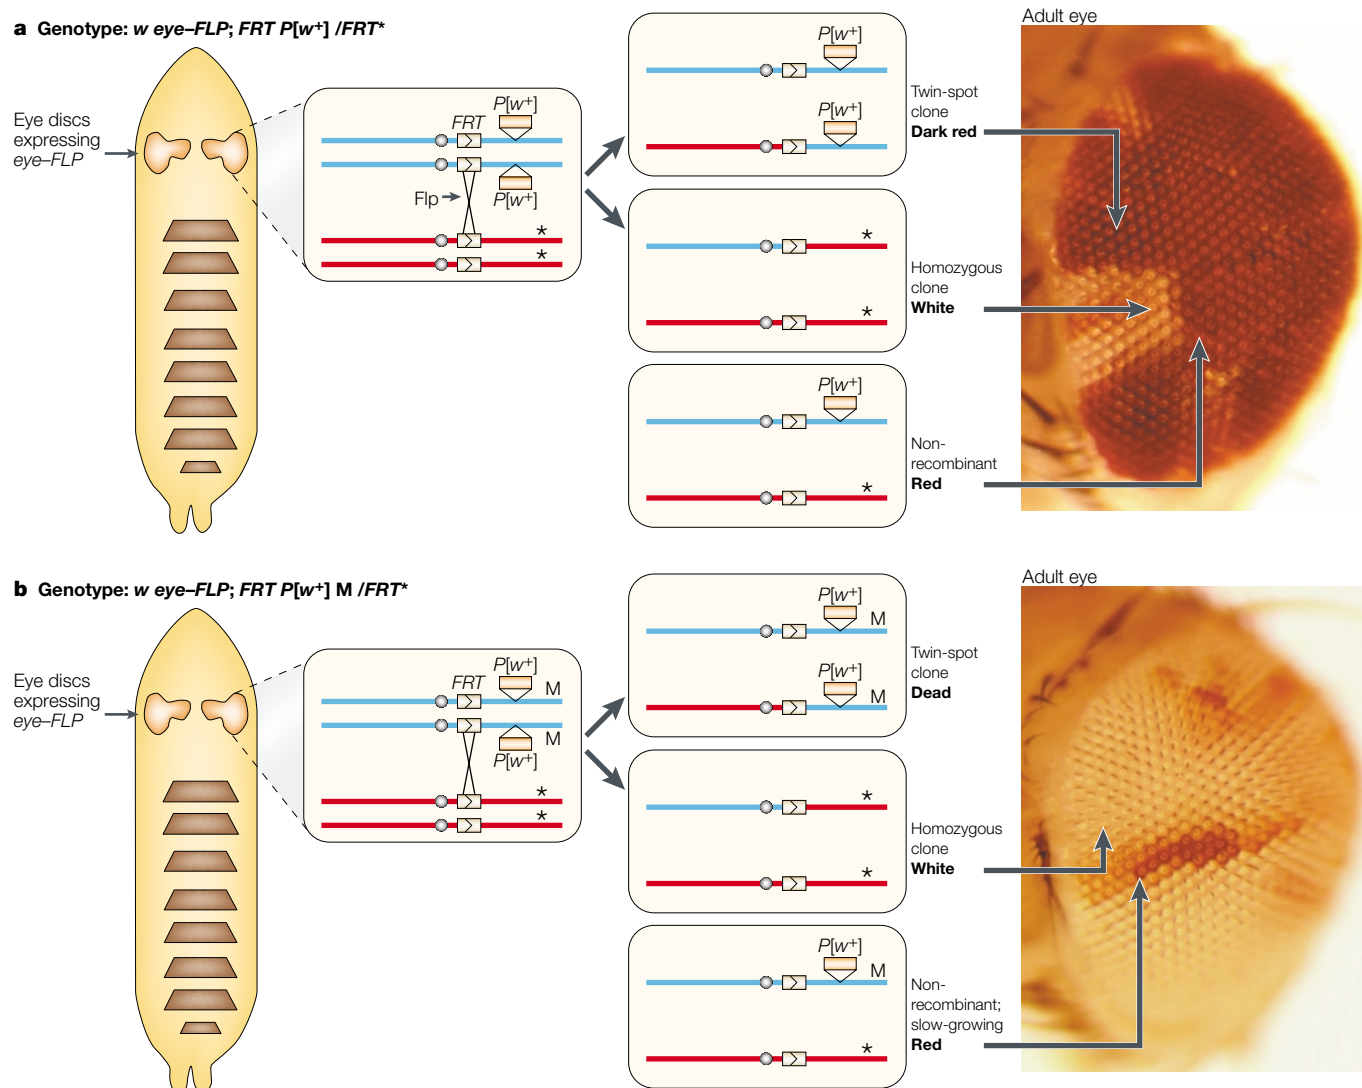 a Genotype: w eye–FLP; FRT P[w+] /FRT*
Eye discs
expressing
eye–FLP
FRT
P[w+]
P[w+]
Flp
*
*
P[w+]
P[w+]
Twin-spot
clone
Dark red
*
*
Homozygous
clone
White
P[w+]
*
Non-
recombinant
Red
Adult eye
b Genotype: w eye–FLP; FRT P[w+] M /FRT*
Eye discs
expressing
eye–FLP
FRT
P[w+]
M
M
P[w+]
*
*
P[w+]
M
P[w+]
M
Twin-spot
clone
Dead
*
*
Homozygous
clone
White
P[w+]
M
*
Non-
recombinant;
slow-growing
Red
Adult eye